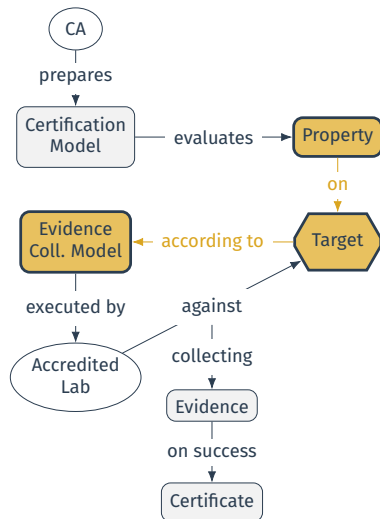 CA
prepares
Certification
Model
evaluates
Property
on
Evidence
Coll. Model
according to
Target
executed by
against
Accredited
Lab
collecting
Evidence
on success
Certificate